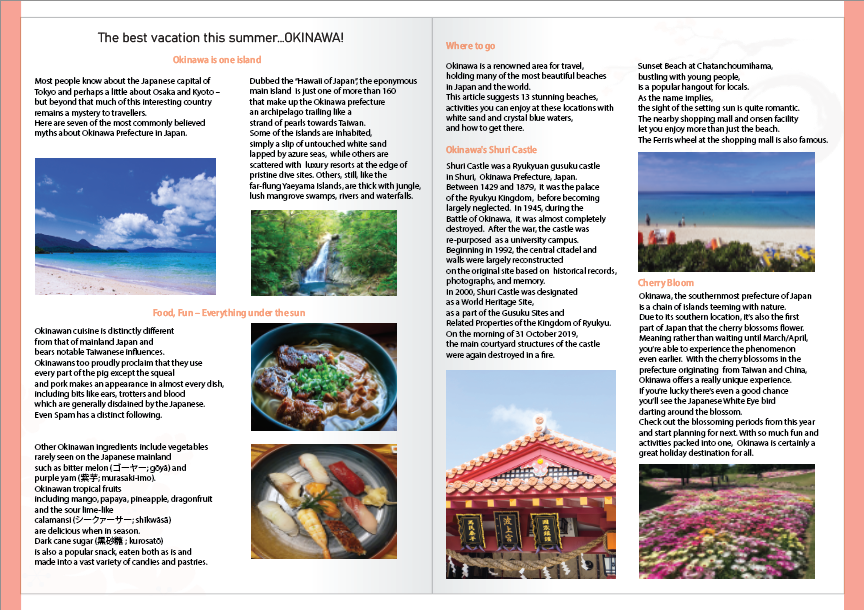 The best vacation this summer...OKINAWA!
Okinawa is one island
Most people know about the Japanese capital of
Tokyo and perhaps a little about Osaka and Kyoto –
but beyond that much of this interesting country
remains a mystery to travellers.
Here are seven of the most commonly believed
myths about Okinawa Prefecture in Japan.
Dubbed the “Hawaii of Japan”, the eponymous
main island is just one of more than 160
that make up the Okinawa prefecture
an archipelago trailing like a
strand of pearls towards Taiwan.
Some of the islands are inhabited,
simply a slip of untouched white sand
lapped by azure seas, while others are
scattered with luxury resorts at the edge of
pristine dive sites. Others, still, like the
far-flung Yaeyama Islands, are thick with jungle,
lush mangrove swamps, rivers and waterfalls.
Food, Fun – Everything under the sun
Okinawan cuisine is distinctly different
from that of mainland Japan and
bears notable Taiwanese influences.
Okinawans too proudly proclaim that they use
every part of the pig except the squeal
and pork makes an appearance in almost every dish,
including bits like ears, trotters and blood
which are generally disdained by the Japanese.
Even Spam has a distinct following.
Other Okinawan ingredients include vegetables
rarely seen on the Japanese mainland
such as bitter melon (ゴーヤー; gōyā) and
purple yam (紫芋; murasaki-imo).
Okinawan tropical fruits
including mango, papaya, pineapple, dragonfruit
and the sour lime-like
calamansi (シークァーサー; shīkwāsā)
are delicious when in season.
Dark cane sugar (黒砂糖 ; kurosatō)
is also a popular snack, eaten both as is and
made into a vast variety of candies and pastries.
Where to go
Okinawa is a renowned area for travel,
holding many of the most beautiful beaches
in Japan and the world.
This article suggests 13 stunning beaches,
activities you can enjoy at these locations with
white sand and crystal blue waters,
and how to get there.
Okinawa's Shuri Castle
Shuri Castle was a Ryukyuan gusuku castle
in Shuri, Okinawa Prefecture, Japan.
Between 1429 and 1879, it was the palace
of the Ryukyu Kingdom, before becoming
largely neglected. In 1945, during the
Battle of Okinawa, it was almost completely
destroyed. After the war, the castle was
re-purposed as a university campus.
Beginning in 1992, the central citadel and
walls were largely reconstructed
on the original site based on historical records,
photographs, and memory.
In 2000, Shuri Castle was designated
as a World Heritage Site,
as a part of the Gusuku Sites and
Related Properties of the Kingdom of Ryukyu.
On the morning of 31 October 2019,
the main courtyard structures of the castle
were again destroyed in a fire.
波上宮
Sunset Beach at Chatanchoumihama,
bustling with young people,
is a popular hangout for locals.
As the name implies,
the sight of the setting sun is quite romantic.
The nearby shopping mall and onsen facility
let you enjoy more than just the beach.
The Ferris wheel at the shopping mall is also famous.
Cherry Bloom
Okinawa, the southernmost prefecture of Japan
is a chain of islands teeming with nature.
Due to its southern location, it's also the first
part of Japan that the cherry blossoms flower.
Meaning rather than waiting until March/April,
you're able to experience the phenomenon
even earlier. With the cherry blossoms in the
prefecture originating from Taiwan and China,
Okinawa offers a really unique experience.
If you're lucky there's even a good chance
you'll see the Japanese White Eye bird
darting around the blossom.
Check out the blossoming periods from this year
and start planning for next. With so much fun and
activities packed into one, Okinawa is certainly a
great holiday destination for all.